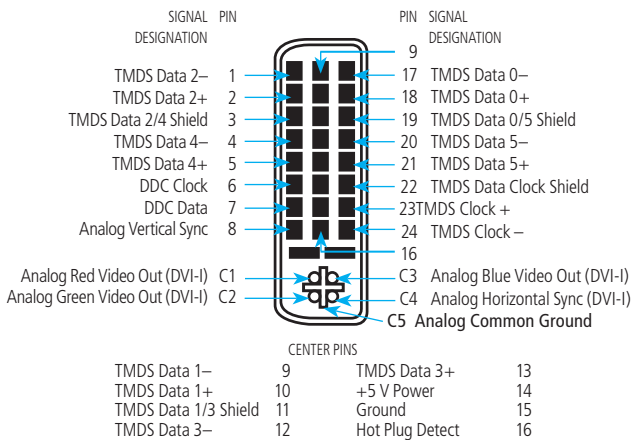 SIGNAL PIN PIN SIGNAL
DESIGNATION DESIGNATION
9
TMDS Data 2– 1 17 TMDS Data 0–
TMDS Data 2+ 2 18 TMDS Data 0+
TMDS Data 2/4 Shield 3 19 TMDS Data 0/5 Shield
TMDS Data 4– 4 20 TMDS Data 5–
TMDS Data 4+ 5 21 TMDS Data 5+
DDC Clock 6 22 TMDS Data Clock Shield
DDC Data 7 23TMDS Clock +
Analog Vertical Sync 8 24 TMDS Clock –
16
Analog Red Video Out (DVI-I) C1 C3 Analog Blue Video Out (DVI-I)
Analog Green Video Out (DVI-I) C2 C4 Analog Horizontal Sync (DVI-I)
C5 Analog Common Ground
CENTER PINS
TMDS Data 1– 9 TMDS Data 3+ 13
TMDS Data 1+ 10 +5 V Power 14
TMDS Data 1/3 Shield 11 Ground 15
TMDS Data 3– 12 Hot Plug Detect 16